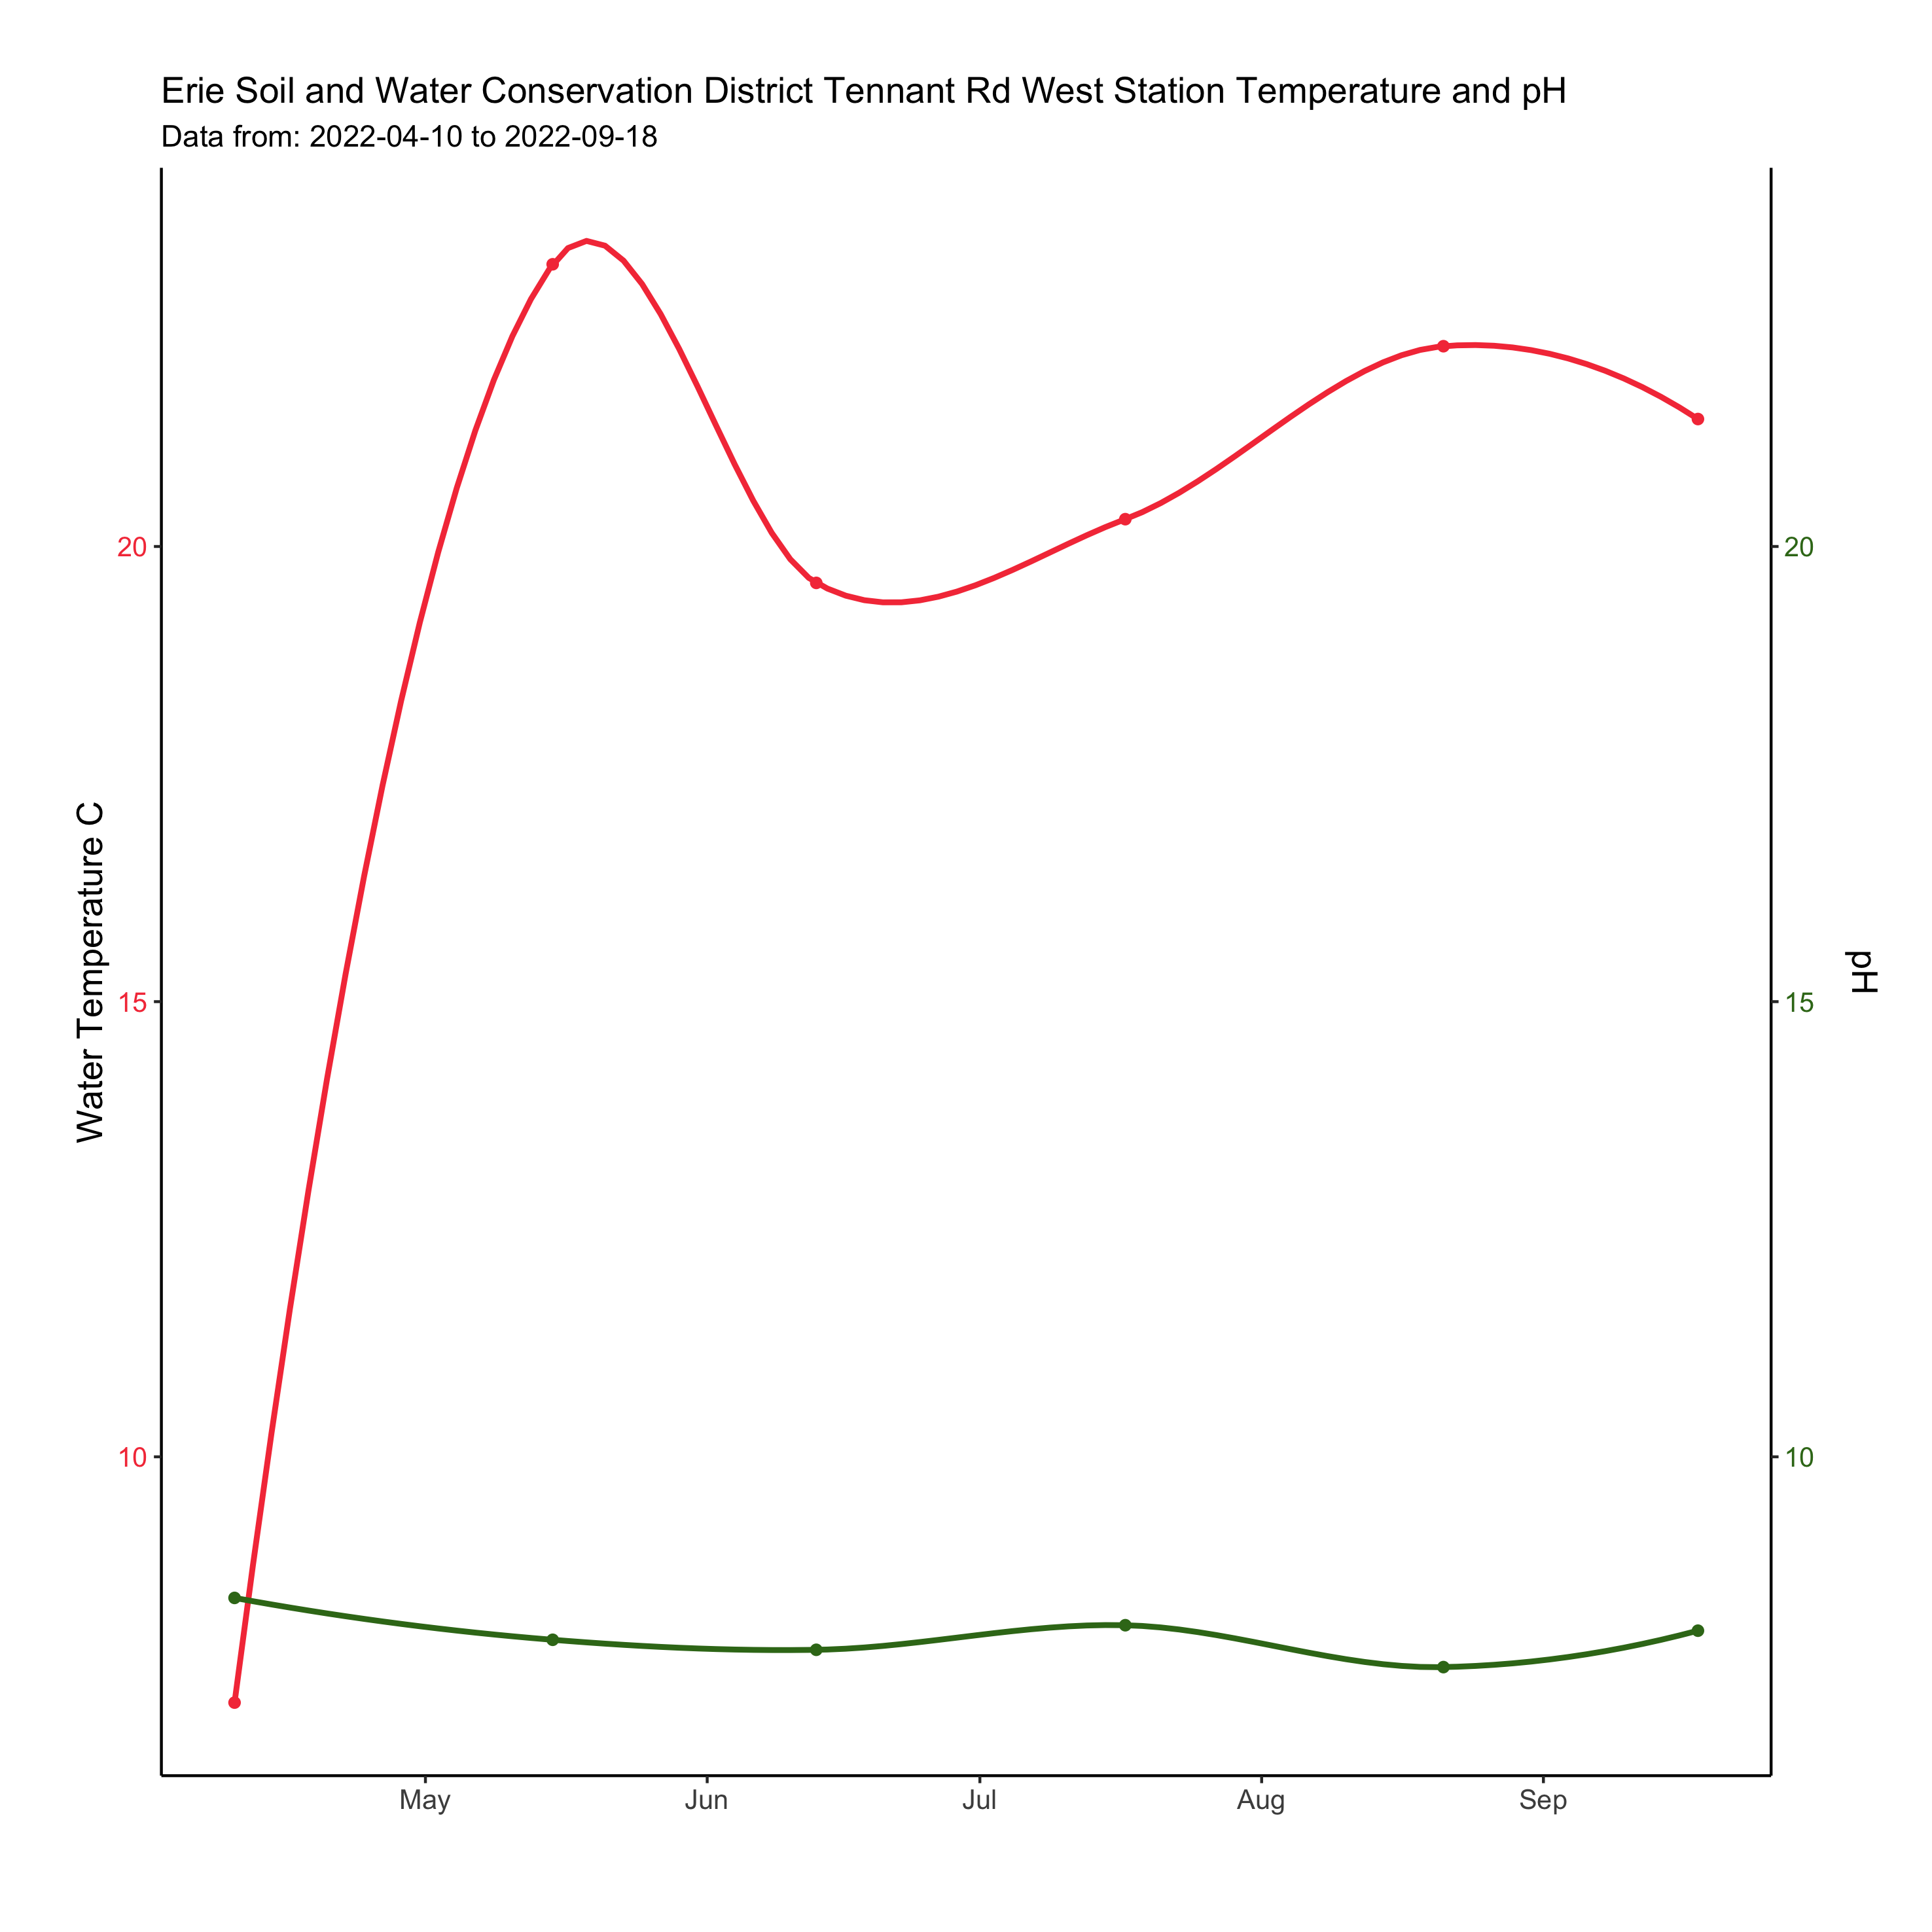 Erie Soil and Water Conservation District Tennant Rd West Station Temperature and pH
Data from: 2022-04-10 to 2022-09-18
Water Temperature C
20
15
10
20
15
10
pH
May Jun Jul Aug Sep